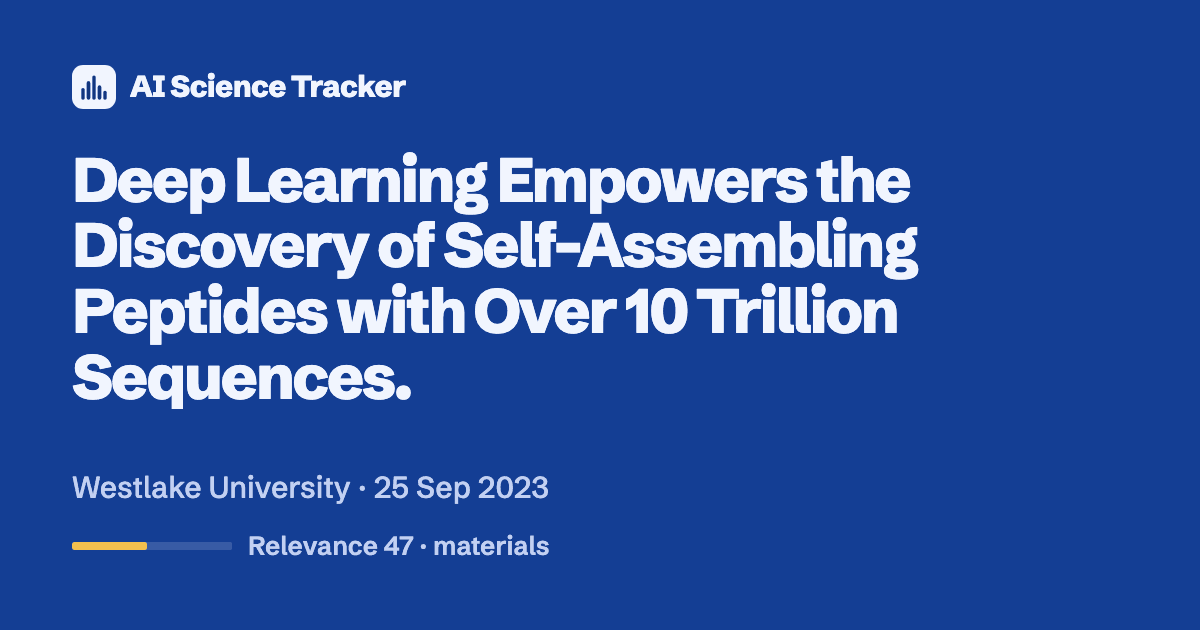 AI Science Tracker
Deep Learning Empowers the
Discovery of Self-Assembling
Peptides with Over 10 Trillion
Sequences.
Westlake University · 25 Sep 2023
Relevance 47 · materials